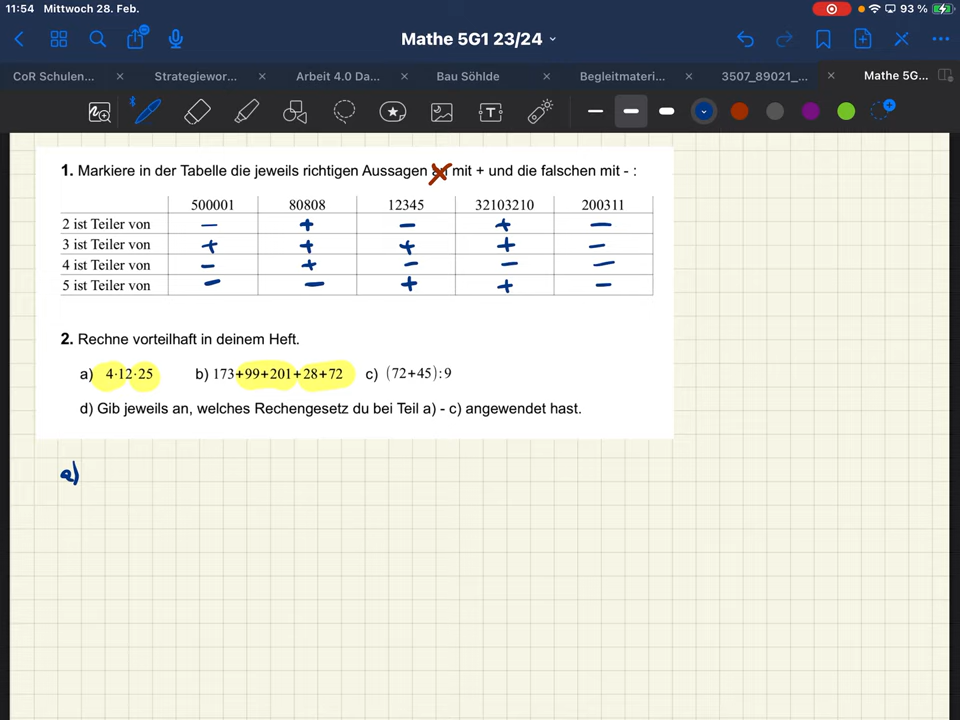 11:54 Mittwoch 28. Feb. 93 %
Mathe 5G1 23/24
CoR Schulen... Strategiewor... Arbeit 4.0 Da... Bau Söhlde Begleitmateri... 3507_89021_... Mathe 5G...
1. Markiere in der Tabelle die jeweils richtigen Aussagen mit + und die falschen mit - :
500001 80808 12345 32103210 200311
2 ist Teiler von − + − + −
3 ist Teiler von + + + + −
4 ist Teiler von − + − − −
5 ist Teiler von − − + + −
2. Rechne vorteilhaft in deinem Heft.
a) 4·12·25 b) 173+99+201+28+72 c) (72+45):9
d) Gib jeweils an, welches Rechengesetz du bei Teil a) - c) angewendet hast.
a)